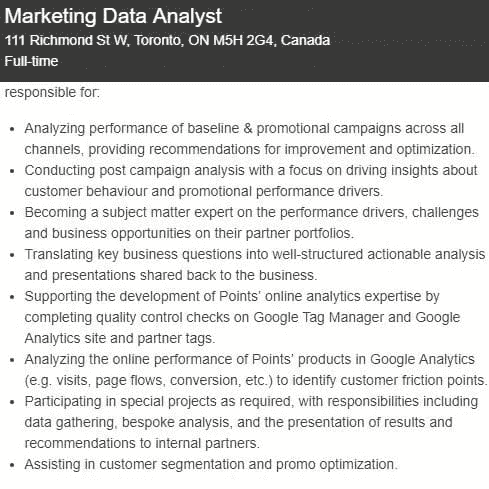 Marketing Data Analyst
111 Richmond St W, Toronto, ON M5H 2G4, Canada
Full-time
responsible for:
• Analyzing performance of baseline & promotional campaigns across all
channels, providing recommendations for improvement and optimization.
• Conducting post campaign analysis with a focus on driving insights about
customer behaviour and promotional performance drivers.
• Becoming a subject matter expert on the performance drivers, challenges
and business opportunities on their partner portfolios.
• Translating key business questions into well-structured actionable analysis
and presentations shared back to the business.
• Supporting the development of Points’ online analytics expertise by
completing quality control checks on Google Tag Manager and Google
Analytics site and partner tags.
• Analyzing the online performance of Points’ products in Google Analytics
(e.g. visits, page flows, conversion, etc.) to identify customer friction points.
• Participating in special projects as required, with responsibilities including
data gathering, bespoke analysis, and the presentation of results and
recommendations to internal partners.
• Assisting in customer segmentation and promo optimization.